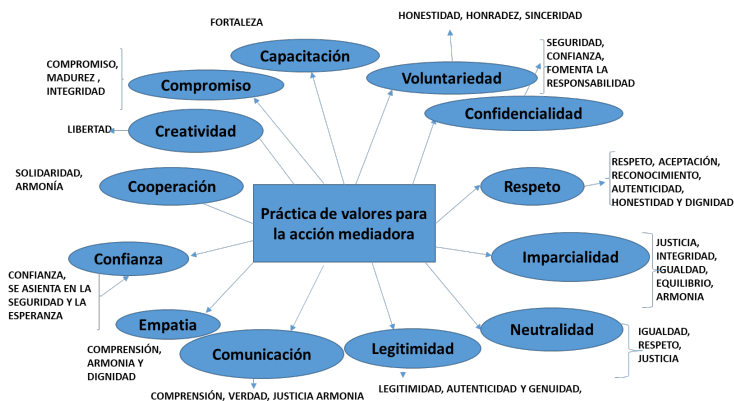 FORTALEZA
HONESTIDAD, HONRADEZ, SINCERIDAD
Capacitación
Voluntariedad
SEGURIDAD,
CONFIANZA,
FOMENTA LA
RESPONSABILIDAD
COMPROMISO,
MADUREZ ,
INTEGRIDAD
Compromiso
Confidencialidad
LIBERTAD
Creatividad
SOLIDARIDAD,
ARMONÍA
Cooperación
Práctica de valores para
la acción mediadora
Respeto
RESPETO, ACEPTACIÓN,
RECONOCIMIENTO,
AUTENTICIDAD,
HONESTIDAD Y DIGNIDAD
Confianza
CONFIANZA,
SE ASIENTA EN LA
SEGURIDAD Y LA
ESPERANZA
Imparcialidad
JUSTICIA,
INTEGRIDAD,
IGUALDAD,
EQUILIBRIO,
ARMONIA
Empatia
COMPRENSIÓN,
ARMONIA Y
DIGNIDAD
Comunicación
COMPRENSIÓN, VERDAD, JUSTICIA ARMONIA
Legitimidad
LEGITIMIDAD, AUTENTICIDAD Y GENUIDAD,
Neutralidad
IGUALDAD,
RESPETO,
JUSTICIA